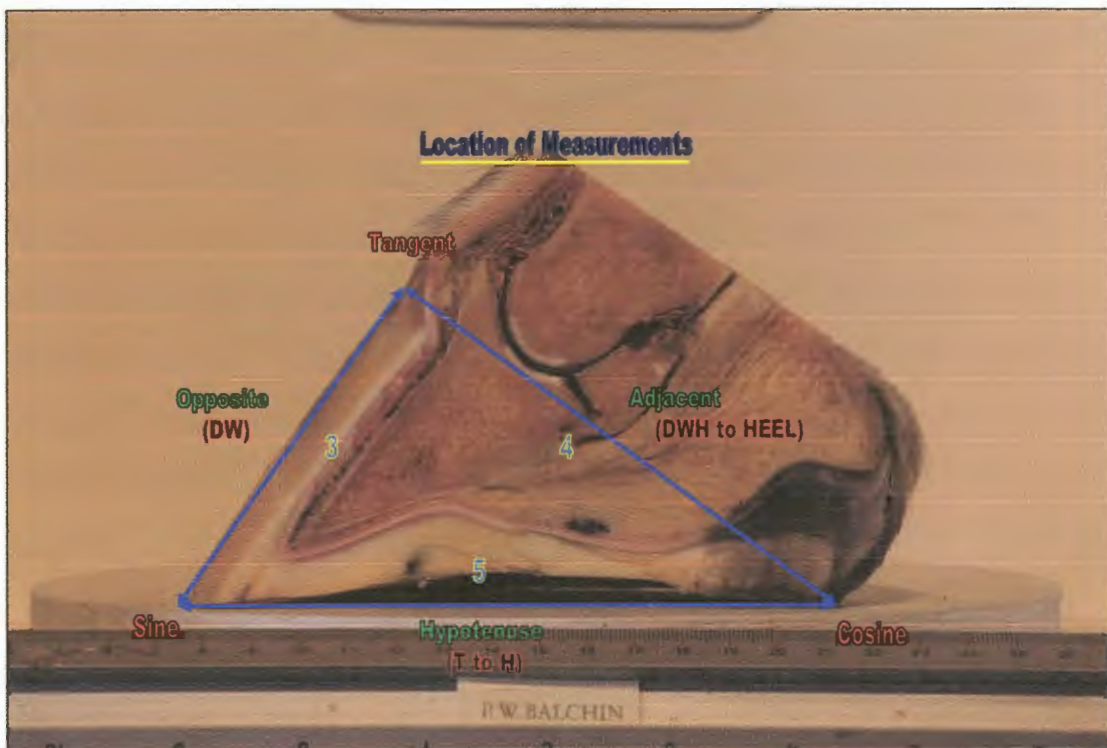 Location of Measurements
Tangent
Opposite
(DW)
Adjacent
(DWH to HEEL)
3
4
5
Sine
Cosine
Hypotenuse
(T to H)
P.W BALCHIN